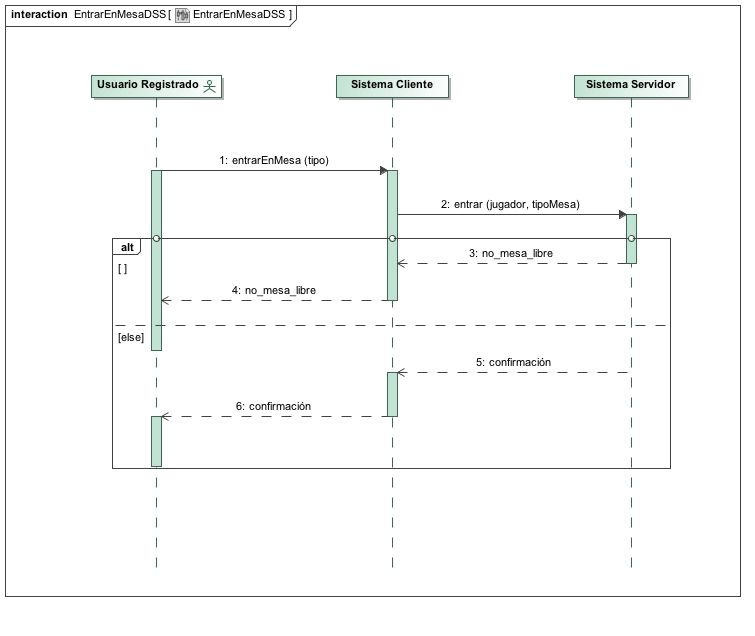 interaction EntrarEnMesaDSS [ EntrarEnMesaDSS ]
Usuario Registrado
Sistema Cliente
Sistema Servidor
1: entrarEnMesa (tipo)
2: entrar (jugador, tipoMesa)
alt
3: no_mesa_libre
[ ]
4: no_mesa_libre
[else]
5: confirmación
6: confirmación